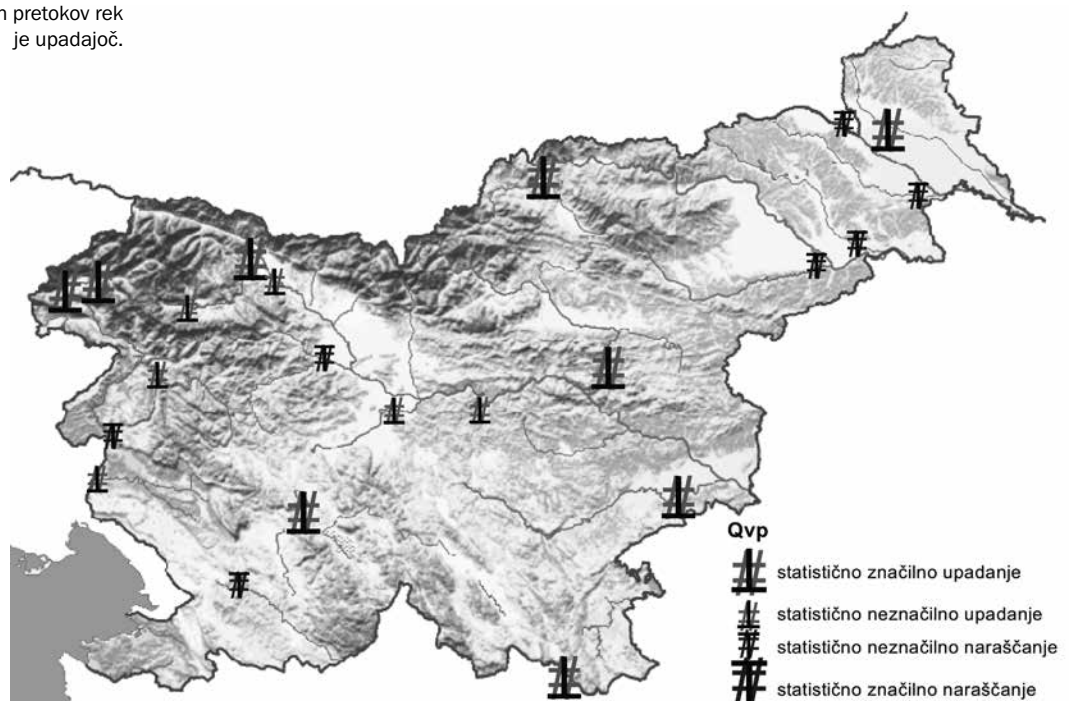 n pretokov rek
je upadajoč.
Qvp
statistično značilno upadanje
statistično neznačilno upadanje
statistično neznačilno naraščanje
statistično značilno naraščanje